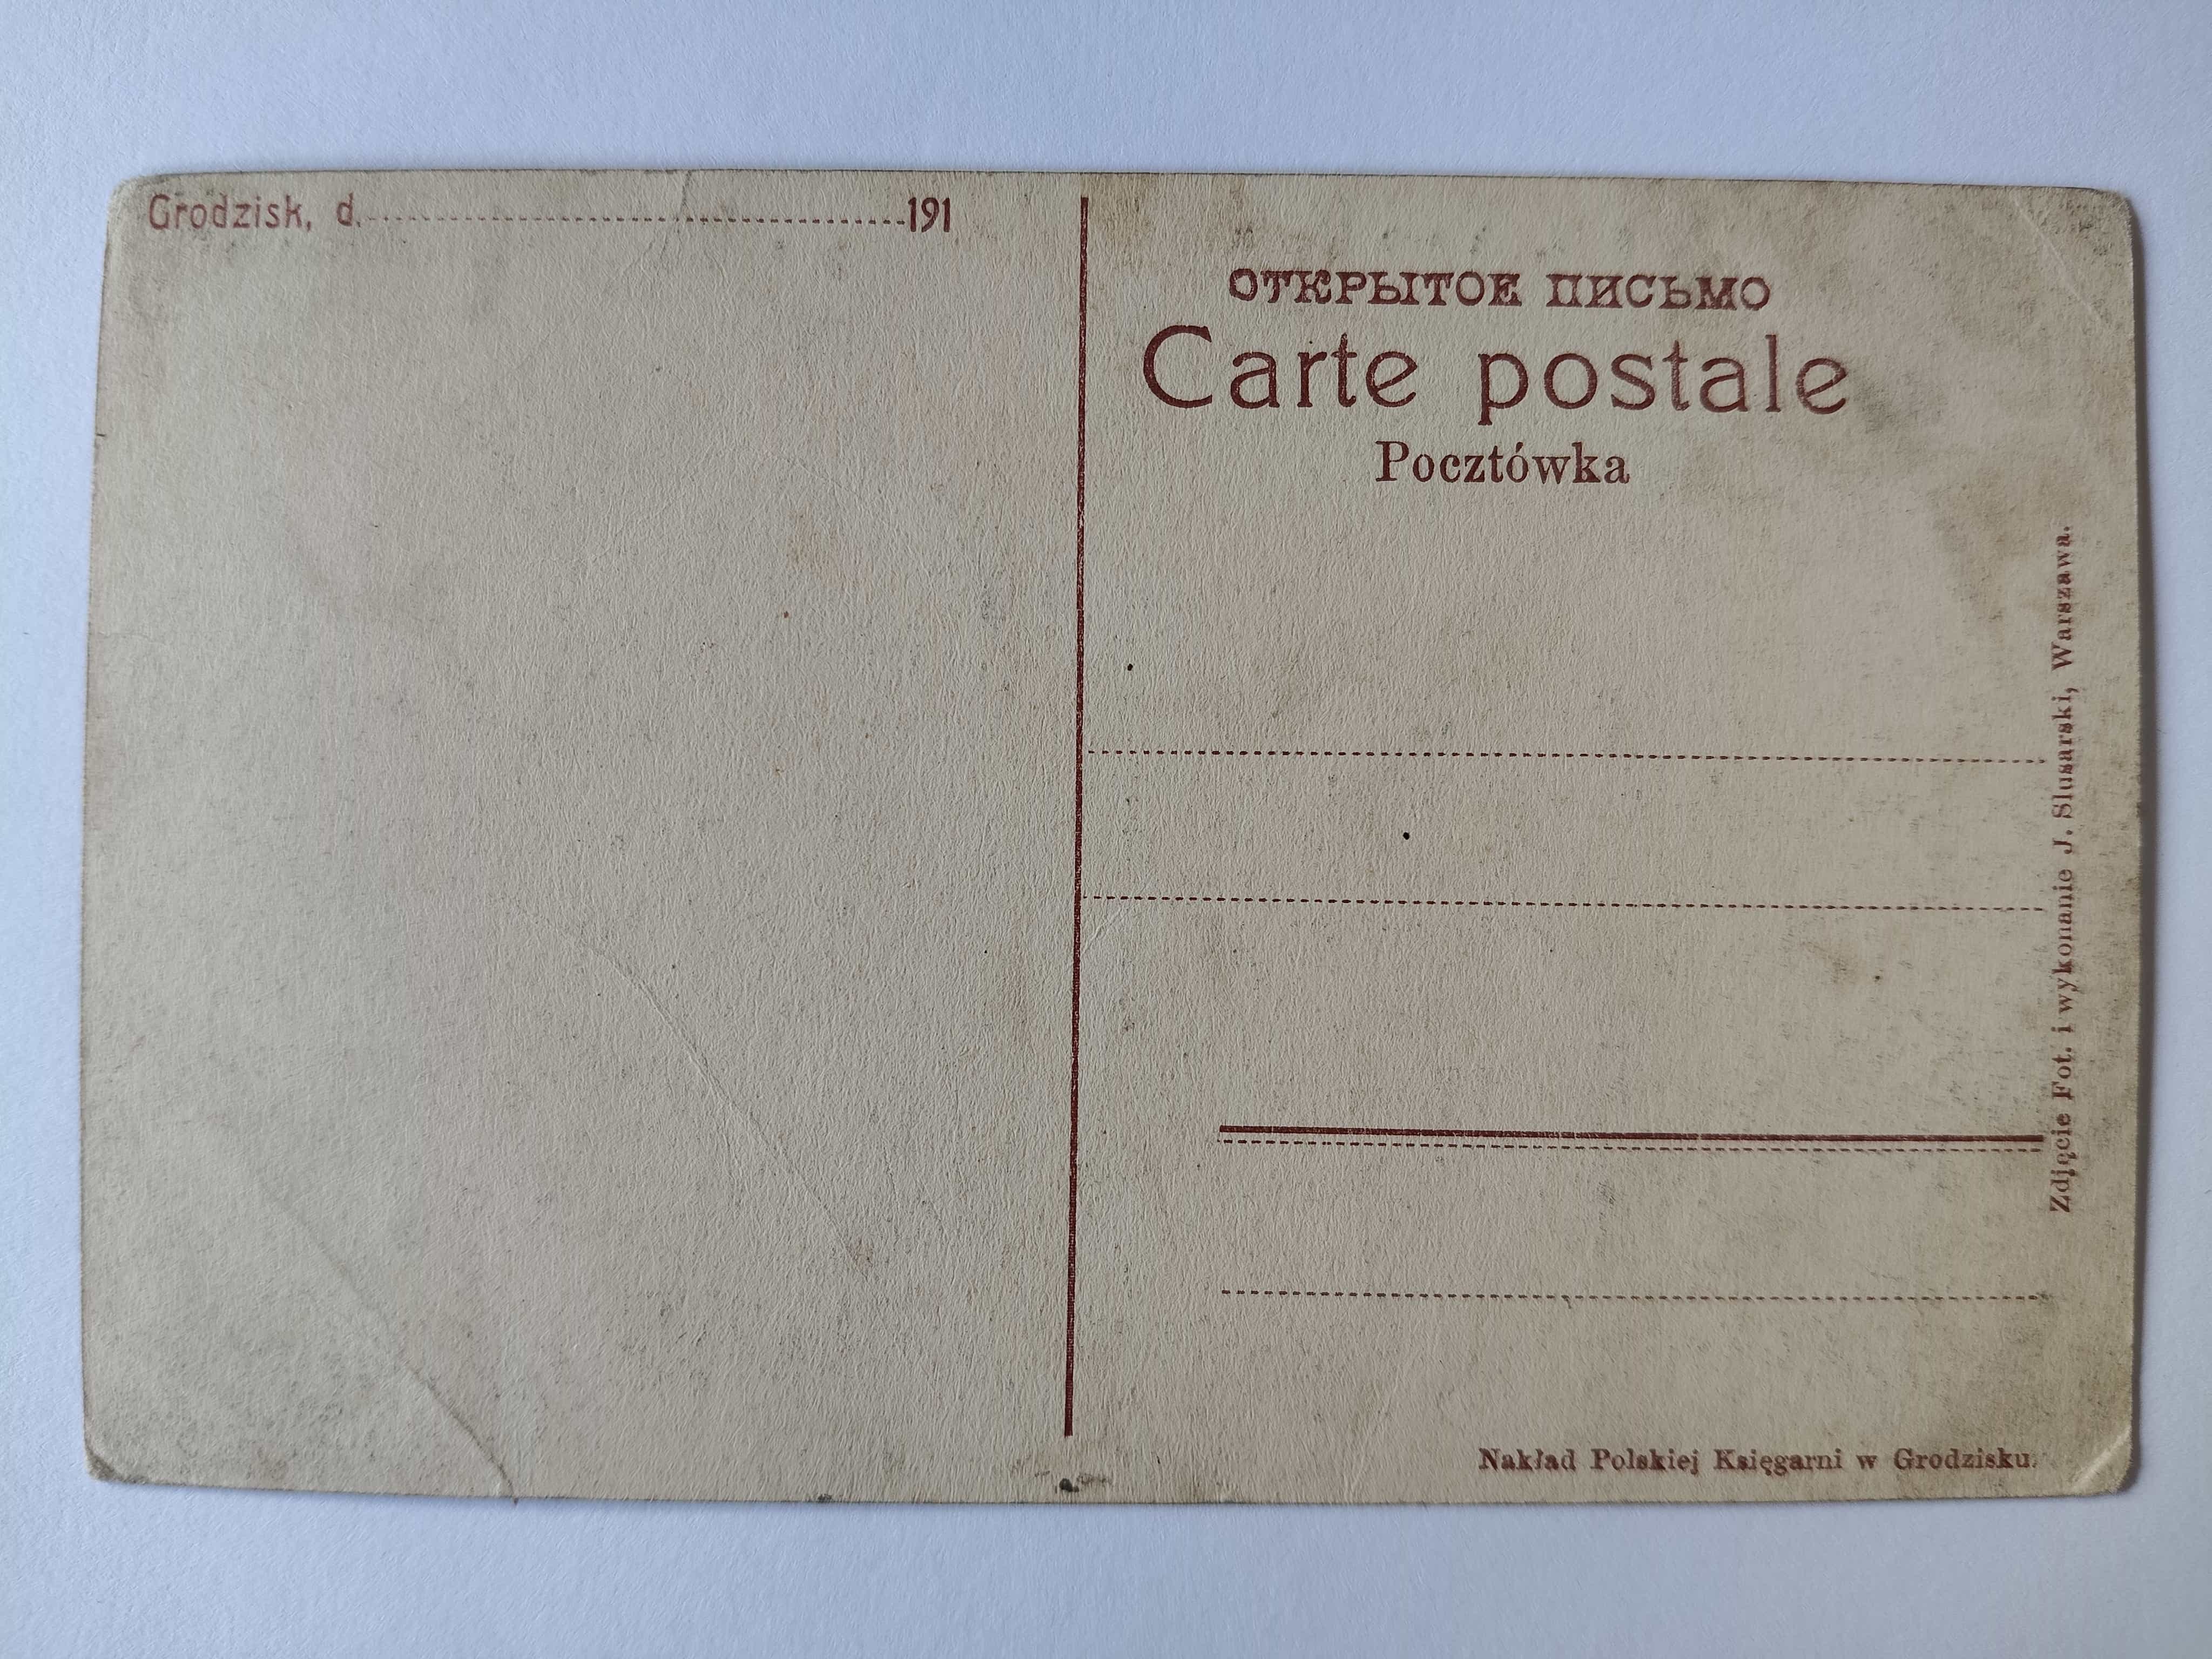 Grodzisk, d. 191
ОТКРЫТОЕ ПИСЬМО
Carte postale
Pocztówka
Zdjęcie Fot. i wykonanie J. Slusarski, Warszawa.
Nakład Polskiej Księgarni w Grodzisku.